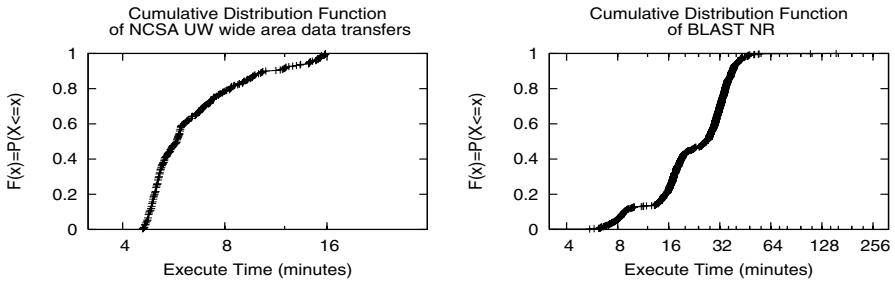 Cumulative Distribution Function
of NCSA UW wide area data transfers
F(x)=P(X<=x)
1
0.8
0.6
0.4
0.2
0
4 8 16
Execute Time (minutes)
Cumulative Distribution Function
of BLAST NR
F(x)=P(X<=x)
1
0.8
0.6
0.4
0.2
0
4 8 16 32 64 128 256
Execute Time (minutes)